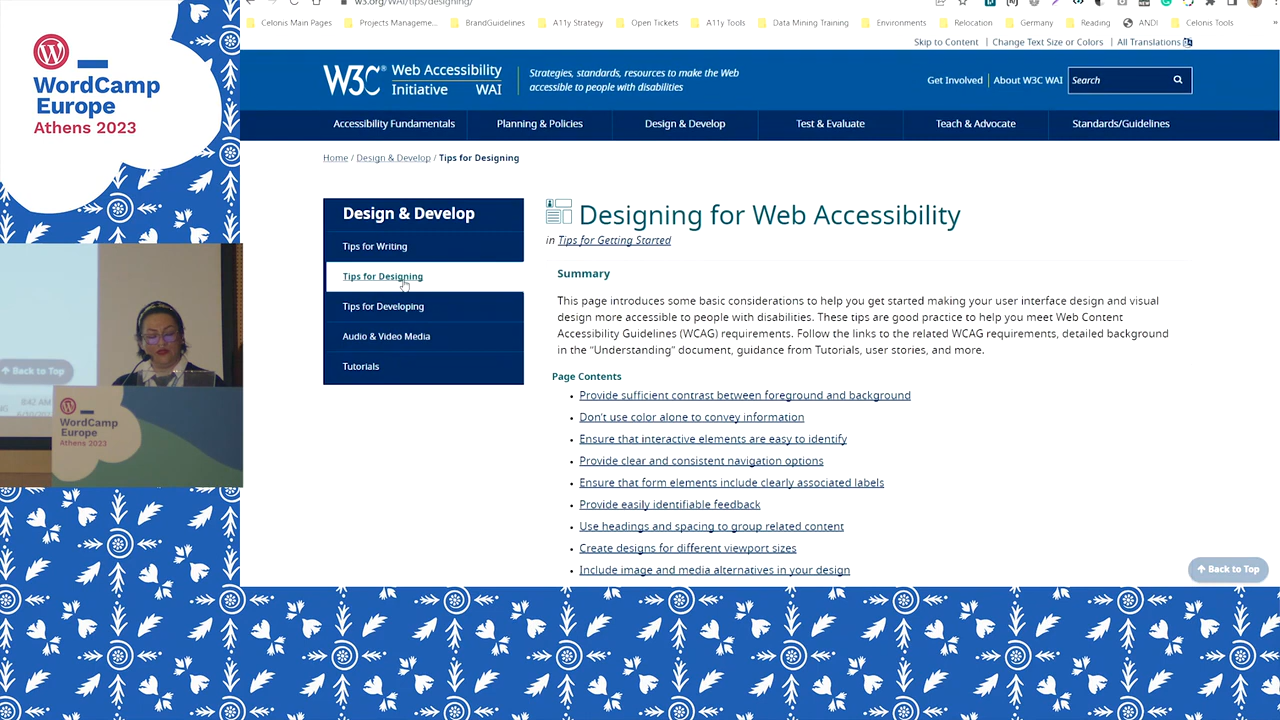 WordCamp
Europe
Athens 2023
w3.org/WAI/tips/designing/
Celonis Main Pages
Projects Manageme...
BrandGuidelines
A11y Strategy
Open Tickets
A11y Tools
Data Mining Training
Environments
Relocation
Germany
Reading
ANDI
Celonis Tools
Skip to Content | Change Text Size or Colors | All Translations
W3C® Web Accessibility
Initiative WAI
Strategies, standards, resources to make the Web
accessible to people with disabilities
Get Involved | About W3C WAI
Search
Accessibility Fundamentals
Planning & Policies
Design & Develop
Test & Evaluate
Teach & Advocate
Standards/Guidelines
Home / Design & Develop / Tips for Designing
Design & Develop
Tips for Writing
Tips for Designing
Tips for Developing
Audio & Video Media
Tutorials
Designing for Web Accessibility
in Tips for Getting Started
Summary
This page introduces some basic considerations to help you get started making your user interface design and visual
design more accessible to people with disabilities. These tips are good practice to help you meet Web Content
Accessibility Guidelines (WCAG) requirements. Follow the links to the related WCAG requirements, detailed background
in the “Understanding” document, guidance from Tutorials, user stories, and more.
Page Contents
• Provide sufficient contrast between foreground and background
• Don't use color alone to convey information
• Ensure that interactive elements are easy to identify
• Provide clear and consistent navigation options
• Ensure that form elements include clearly associated labels
• Provide easily identifiable feedback
• Use headings and spacing to group related content
• Create designs for different viewport sizes
• Include image and media alternatives in your design
Back to Top
Back to Top
8:42 AM
WordCamp
Europe
Athens 2023